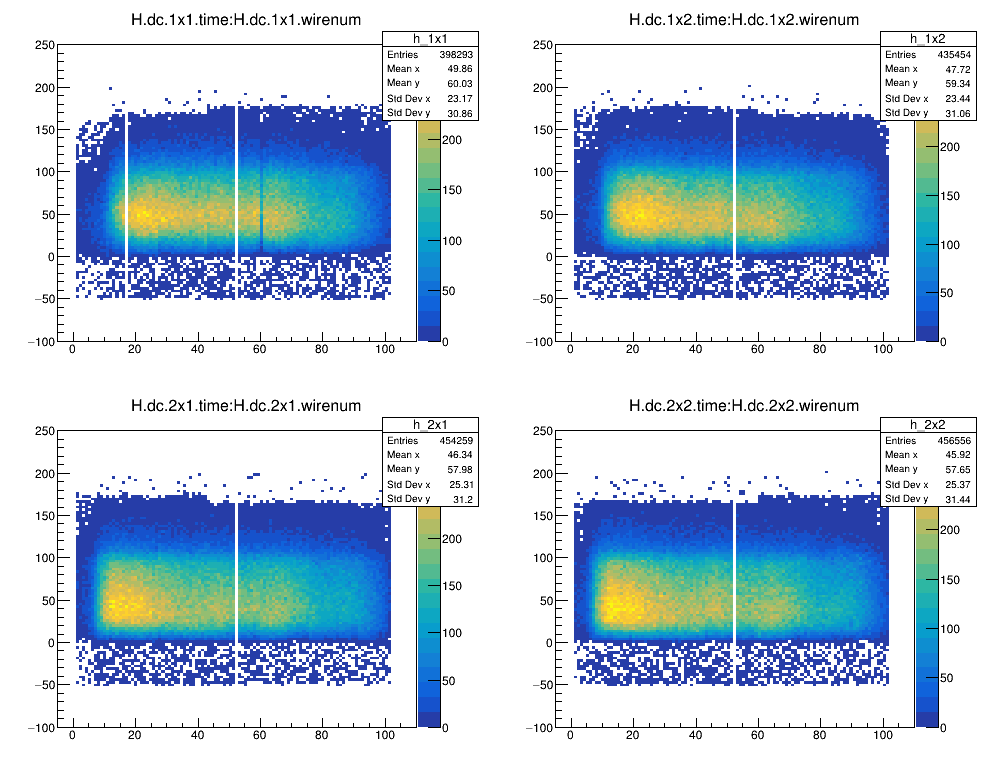 H.dc.1x1.time:H.dc.1x1.wirenum
h_1x1
Entries 398293
Mean x 49.86
Mean y 60.03
Std Dev x 23.17
Std Dev y 30.86
250
200
150
100
50
0
−50
−100
0 20 40 60 80 100
200
150
100
50
0
H.dc.1x2.time:H.dc.1x2.wirenum
h_1x2
Entries 435454
Mean x 47.72
Mean y 59.34
Std Dev x 23.44
Std Dev y 31.06
250
200
150
100
50
0
−50
−100
0 20 40 60 80 100
200
150
100
50
0
H.dc.2x1.time:H.dc.2x1.wirenum
h_2x1
Entries 454259
Mean x 46.34
Mean y 57.98
Std Dev x 25.31
Std Dev y 31.2
250
200
150
100
50
0
−50
−100
0 20 40 60 80 100
200
150
100
50
0
H.dc.2x2.time:H.dc.2x2.wirenum
h_2x2
Entries 456556
Mean x 45.92
Mean y 57.65
Std Dev x 25.37
Std Dev y 31.44
250
200
150
100
50
0
−50
−100
0 20 40 60 80 100
200
150
100
50
0